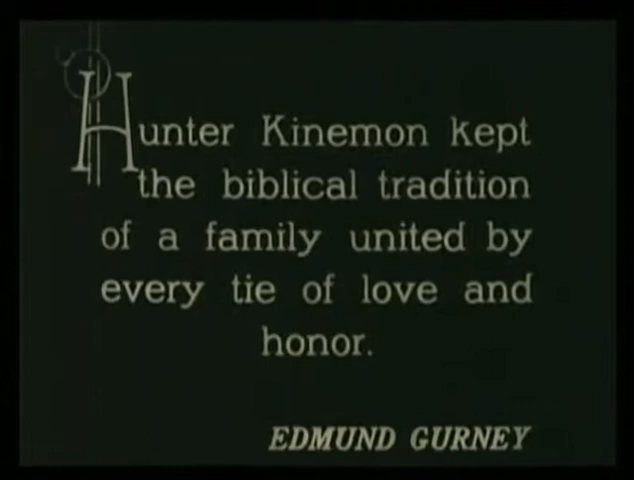 Hunter Kinemon kept
the biblical tradition
of a family united by
every tie of love and
honor.
EDMUND GURNEY